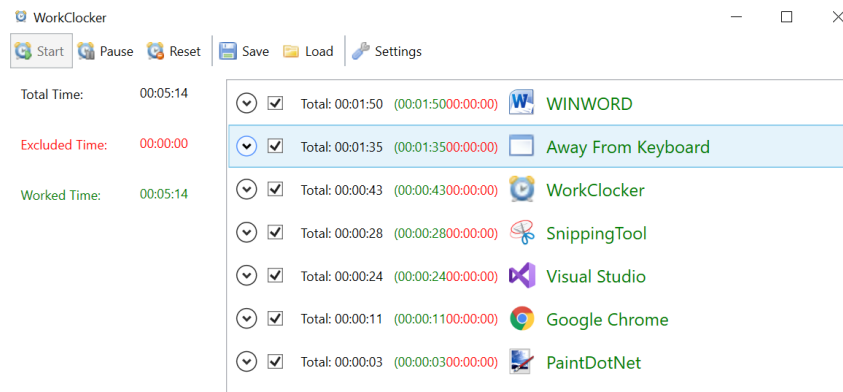 WorkClocker
Start Pause Reset Save Load Settings
Total Time: 00:05:14
Excluded Time: 00:00:00
Worked Time: 00:05:14
Total: 00:01:50 (00:01:5000:00:00) WINWORD
Total: 00:01:35 (00:01:3500:00:00) Away From Keyboard
Total: 00:00:43 (00:00:4300:00:00) WorkClocker
Total: 00:00:28 (00:00:2800:00:00) SnippingTool
Total: 00:00:24 (00:00:2400:00:00) Visual Studio
Total: 00:00:11 (00:00:1100:00:00) Google Chrome
Total: 00:00:03 (00:00:0300:00:00) PaintDotNet